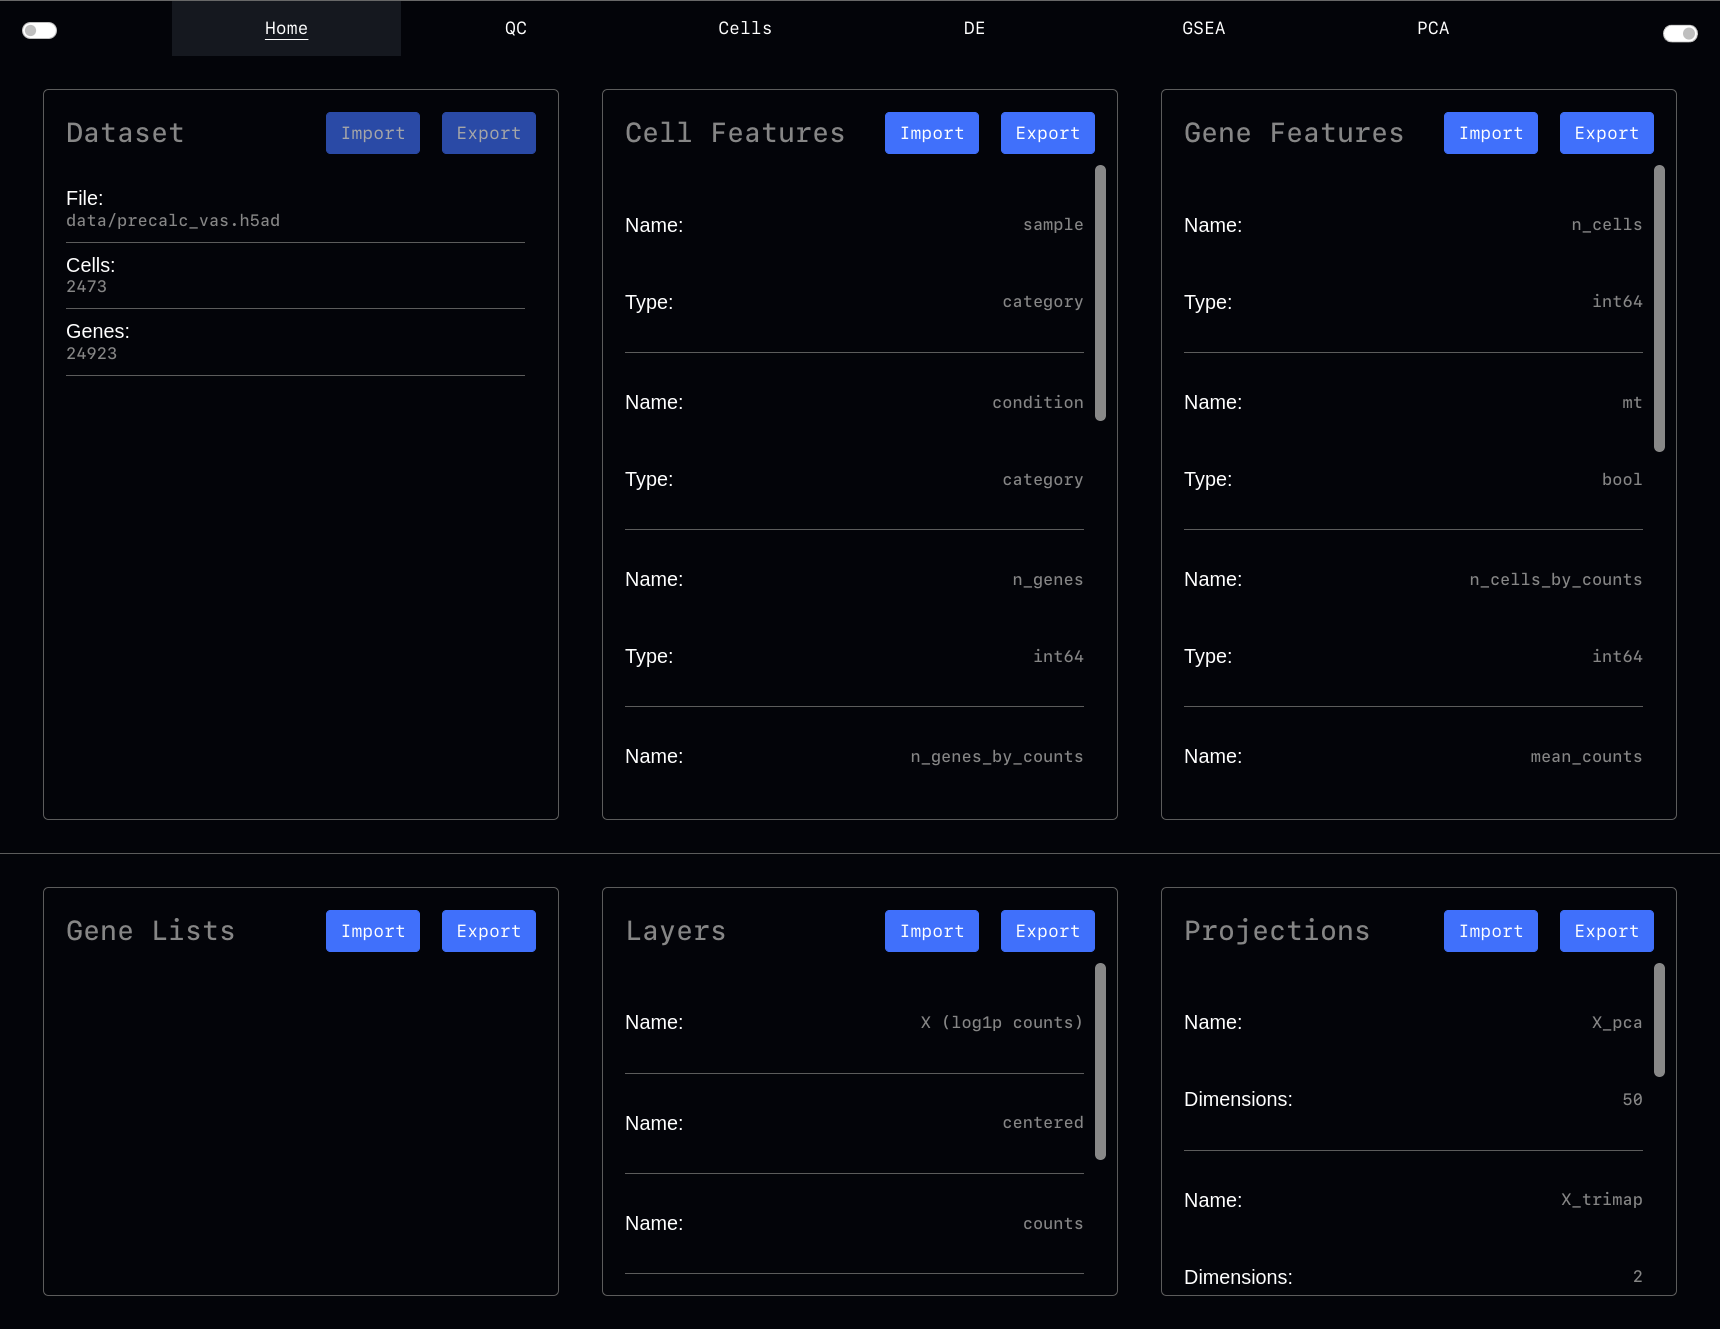 Home QC Cells DE GSEA PCA
Dataset Import Export
File:
data/precalc_vas.h5ad
Cells:
2473
Genes:
24923
Cell Features Import Export
Name: sample
Type: category
Name: condition
Type: category
Name: n_genes
Type: int64
Name: n_genes_by_counts
Gene Features Import Export
Name: n_cells
Type: int64
Name: mt
Type: bool
Name: n_cells_by_counts
Type: int64
Name: mean_counts
Gene Lists Import Export
Layers Import Export
Name: X (log1p counts)
Name: centered
Name: counts
Projections Import Export
Name: X_pca
Dimensions: 50
Name: X_trimap
Dimensions: 2